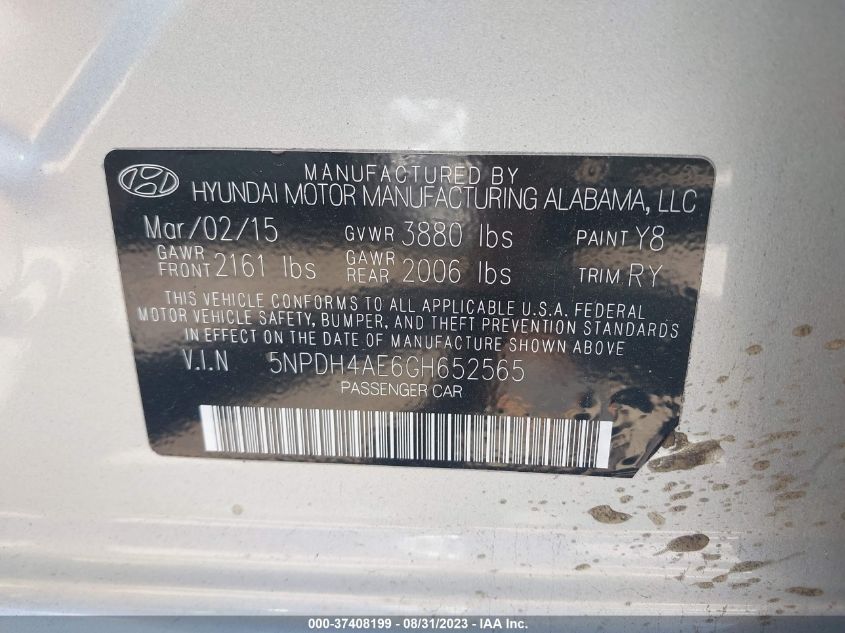 MANUFACTURED BY
HYUNDAI MOTOR MANUFACTURING ALABAMA, LLC
Mar/02/15 GVWR 3880 lbs PAINT Y8
GAWR FRONT 2161 lbs GAWR REAR 2006 lbs TRIM RY
THIS VEHICLE CONFORMS TO ALL APPLICABLE U.S.A. FEDERAL
MOTOR VEHICLE SAFETY, BUMPER, AND THEFT PREVENTION STANDARDS
IN EFFECT ON THE DATE OF MANUFACTURE SHOWN ABOVE.
V.I.N 5NPDH4AE6GH652565
PASSENGER CAR
000-37408199 - 08/31/2023 - IAA Inc.